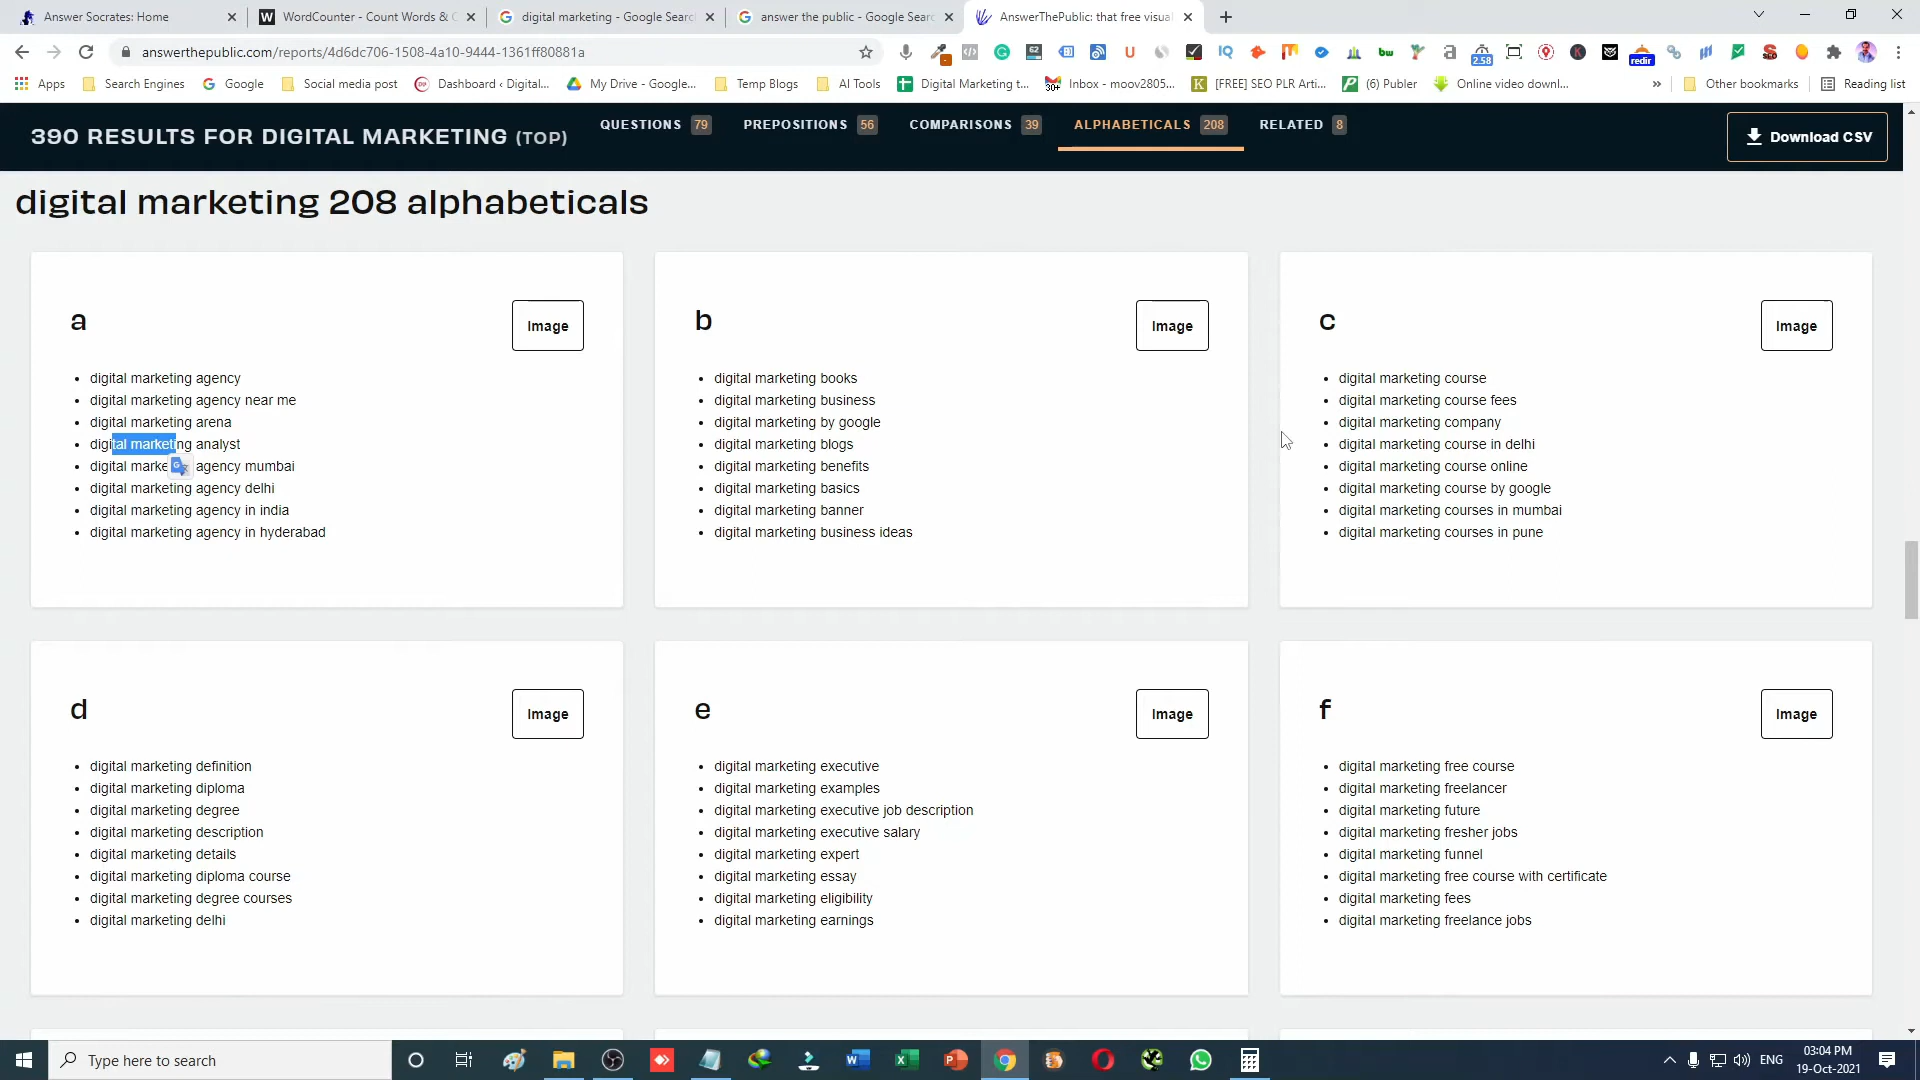 Answer Socrates: Home
WordCounter - Count Words & C
digital marketing - Google Searc
answer the public - Google Searc
AnswerThePublic: that free visua
answerthepublic.com/reports/4d6dc706-1508-4a10-9444-1361ff80881a
62
2.58
redir
Apps
Search Engines
Google
Social media post
Dashboard ‹ Digital...
My Drive - Google...
Temp Blogs
AI Tools
Digital Marketing t...
Inbox - moov2805...
[FREE] SEO PLR Arti...
(6) Publer
Online video downl...
»
Other bookmarks
Reading list
390 RESULTS FOR DIGITAL MARKETING (TOP)
QUESTIONS 79
PREPOSITIONS 56
COMPARISONS 39
ALPHABETICALS 208
RELATED 8
Download CSV
digital marketing 208 alphabeticals
a
Image
digital marketing agency
digital marketing agency near me
digital marketing arena
digital marketing analyst
digital marke agency mumbai
digital marketing agency delhi
digital marketing agency in india
digital marketing agency in hyderabad
b
Image
digital marketing books
digital marketing business
digital marketing by google
digital marketing blogs
digital marketing benefits
digital marketing basics
digital marketing banner
digital marketing business ideas
c
Image
digital marketing course
digital marketing course fees
digital marketing company
digital marketing course in delhi
digital marketing course online
digital marketing course by google
digital marketing courses in mumbai
digital marketing courses in pune
d
Image
digital marketing definition
digital marketing diploma
digital marketing degree
digital marketing description
digital marketing details
digital marketing diploma course
digital marketing degree courses
digital marketing delhi
e
Image
digital marketing executive
digital marketing examples
digital marketing executive job description
digital marketing executive salary
digital marketing expert
digital marketing essay
digital marketing eligibility
digital marketing earnings
f
Image
digital marketing free course
digital marketing freelancer
digital marketing future
digital marketing fresher jobs
digital marketing funnel
digital marketing free course with certificate
digital marketing fees
digital marketing freelance jobs
Type here to search
ENG
03:04 PM
19-Oct-2021